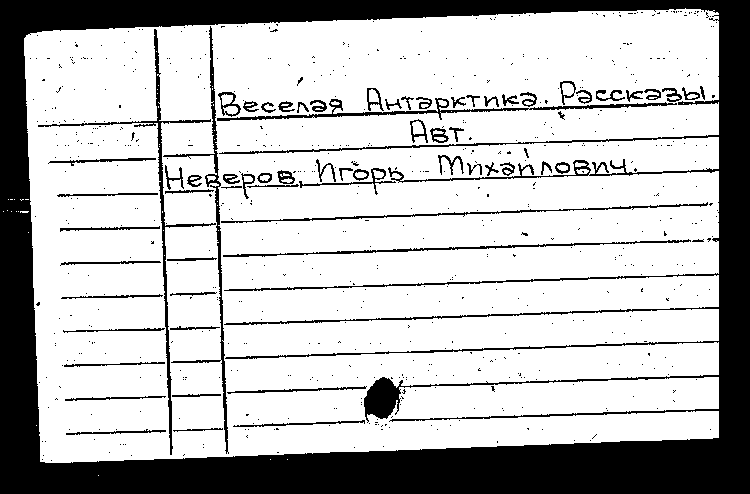 Веселая Антарктика. Рассказы.
Авт.
Неверов, Игорь Михайлович.